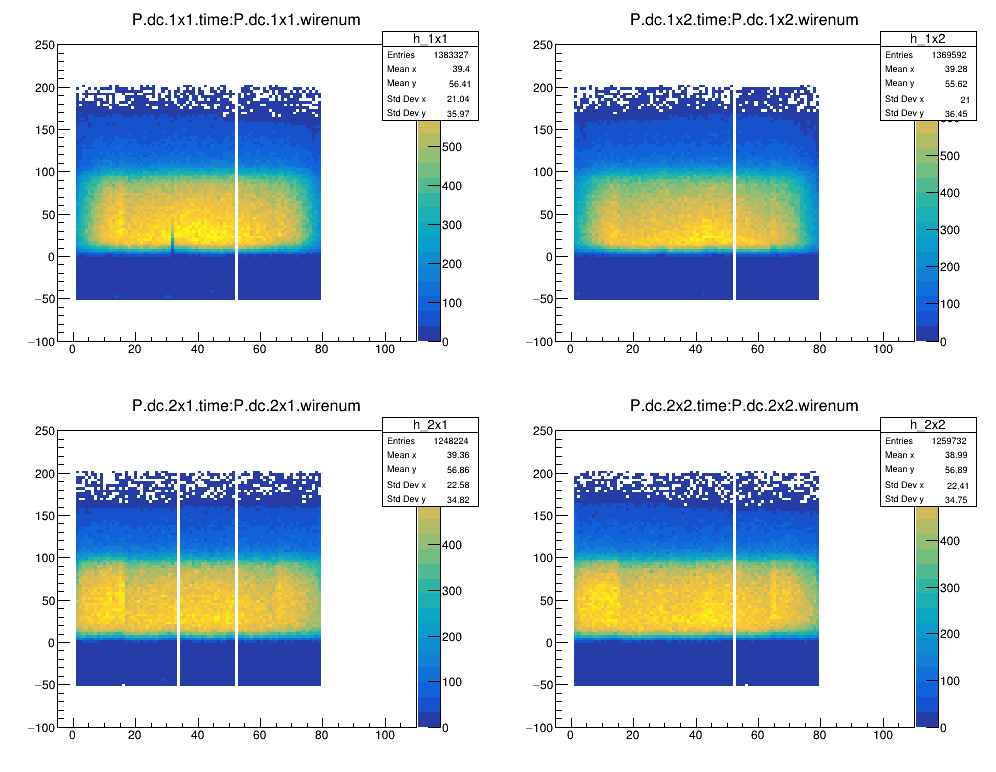 P.dc.1x1.time:P.dc.1x1.wirenum
h_1x1
Entries 1383327
Mean x 39.4
Mean y 56.41
Std Dev x 21.04
Std Dev y 35.97
250
200
150
100
50
0
−50
−100
0 20 40 60 80 100
500
400
300
200
100
0
P.dc.1x2.time:P.dc.1x2.wirenum
h_1x2
Entries 1369592
Mean x 39.28
Mean y 55.62
Std Dev x 21
Std Dev y 36.45
250
200
150
100
50
0
−50
−100
0 20 40 60 80 100
500
400
300
200
100
0
P.dc.2x1.time:P.dc.2x1.wirenum
h_2x1
Entries 1248224
Mean x 39.36
Mean y 56.86
Std Dev x 22.58
Std Dev y 34.82
250
200
150
100
50
0
−50
−100
0 20 40 60 80 100
400
300
200
100
0
P.dc.2x2.time:P.dc.2x2.wirenum
h_2x2
Entries 1259732
Mean x 38.99
Mean y 56.89
Std Dev x 22.41
Std Dev y 34.75
250
200
150
100
50
0
−50
−100
0 20 40 60 80 100
400
300
200
100
0